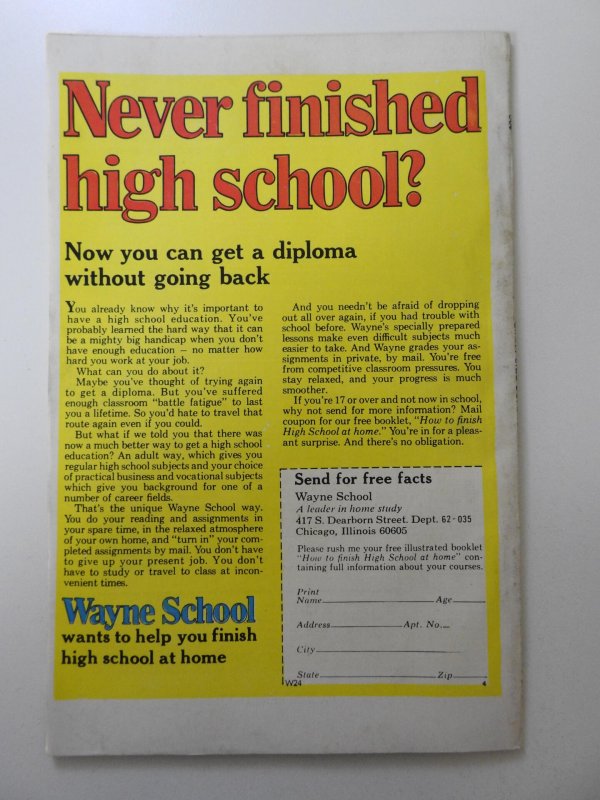 Never finished
high school?
Now you can get a diploma
without going back
You already know why it's important to
have a high school education. You've
probably learned the hard way that it can
be a mighty big handicap when you don't
have enough education – no matter how
hard you work at your job.
What can you do about it?
Maybe you've thought of trying again
to get a diploma. But you've suffered
enough classroom "battle fatigue" to last
you a lifetime. So you'd hate to travel that
route again even if you could.
But what if we told you that there was
now a much better way to get a high school
education? An adult way, which gives you
regular high school subjects and your choice
of practical business and vocational subjects
which give you background for one of a
number of career fields.
That's the unique Wayne School way.
You do your reading and assignments in
your spare time, in the relaxed atmosphere
of your own home, and "turn in" your com-
pleted assignments by mail. You don't have
to give up your present job. You don't
have to study or travel to class at incon-
venient times.
Wayne School
wants to help you finish
high school at home
And you needn't be afraid of dropping
out all over again, if you had trouble with
school before. Wayne's specially prepared
lessons make even difficult subjects much
easier to take. And Wayne grades your as-
signments in private, by mail. You're free
from competitive classroom pressures. You
stay relaxed, and your progress is much
smoother.
If you're 17 or over and not now in school,
why not send for more information? Mail
coupon for our free booklet, "How to finish
High School at home." You're in for a pleas-
ant surprise. And there's no obligation.
Send for free facts
Wayne School
A leader in home study
417 S. Dearborn Street. Dept. 62-035
Chicago, Illinois 60605
Please rush me your free illustrated booklet
"How to finish High School at home" con-
taining full information about your courses.
Print
Name Age
Address Apt. No.
City
State Zip
W24 4